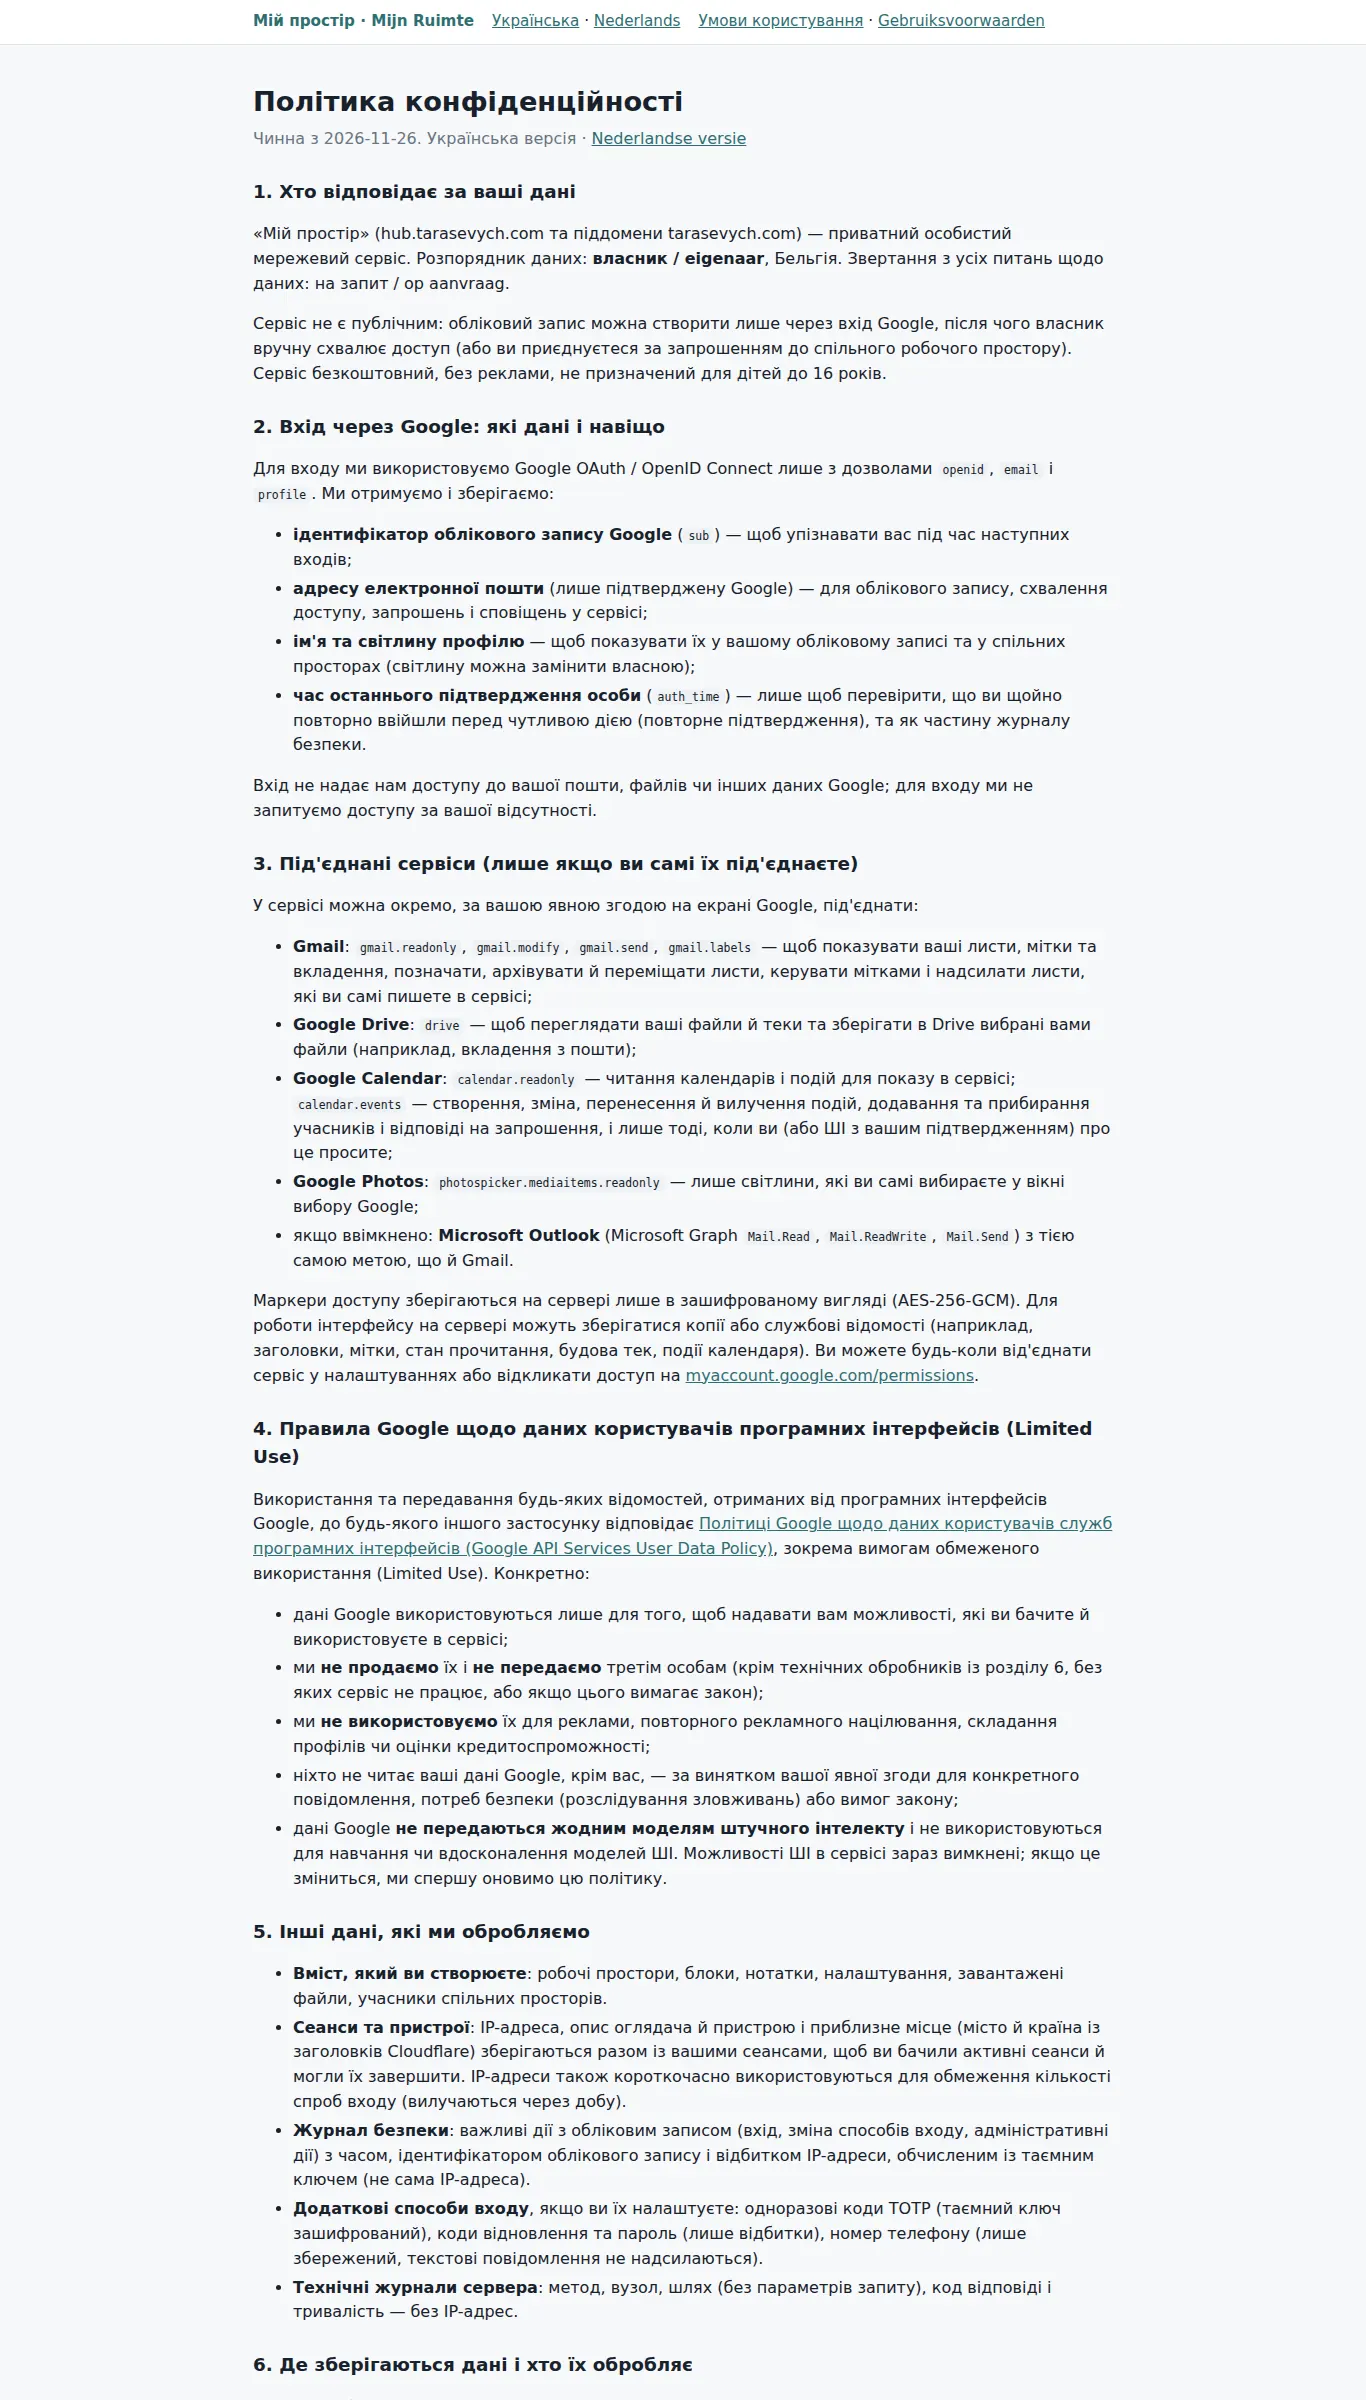 Мій простір · Mijn Ruimte Українська · Nederlands Умови користування · Gebruiksvoorwaarden
Політика конфіденційності
Чинна з 2026-11-26. Українська версія · Nederlandse versie
1. Хто відповідає за ваші дані
«Мій простір» (hub.tarasevych.com та піддомени tarasevych.com) — приватний особистий
мережевий сервіс. Розпорядник даних: власник / eigenaar, Бельгія. Звертання з усіх питань щодо
даних: на запит / op aanvraag.
Сервіс не є публічним: обліковий запис можна створити лише через вхід Google, після чого власник
вручну схвалює доступ (або ви приєднуєтеся за запрошенням до спільного робочого простору).
Сервіс безкоштовний, без реклами, не призначений для дітей до 16 років.
2. Вхід через Google: які дані і навіщо
Для входу ми використовуємо Google OAuth / OpenID Connect лише з дозволами openid, email і
profile. Ми отримуємо і зберігаємо:
• ідентифікатор облікового запису Google (sub) — щоб упізнавати вас під час наступних
входів;
• адресу електронної пошти (лише підтверджену Google) — для облікового запису, схвалення
доступу, запрошень і сповіщень у сервісі;
• ім'я та світлину профілю — щоб показувати їх у вашому обліковому записі та у спільних
просторах (світлину можна замінити власною);
• час останнього підтвердження особи (auth_time) — лише щоб перевірити, що ви щойно
повторно ввійшли перед чутливою дією (повторне підтвердження), та як частину журналу
безпеки.
Вхід не надає нам доступу до вашої пошти, файлів чи інших даних Google; для входу ми не
запитуємо доступу за вашої відсутності.
3. Під'єднані сервіси (лише якщо ви самі їх під'єднаєте)
У сервісі можна окремо, за вашою явною згодою на екрані Google, під'єднати:
• Gmail: gmail.readonly, gmail.modify, gmail.send, gmail.labels — щоб показувати ваші листи, мітки та
вкладення, позначати, архівувати й переміщати листи, керувати мітками і надсилати листи,
які ви самі пишете в сервісі;
• Google Drive: drive — щоб переглядати ваші файли й теки та зберігати в Drive вибрані вами
файли (наприклад, вкладення з пошти);
• Google Calendar: calendar.readonly — читання календарів і подій для показу в сервісі;
calendar.events — створення, зміна, перенесення й вилучення подій, додавання та прибирання
учасників і відповіді на запрошення, і лише тоді, коли ви (або ШІ з вашим підтвердженням) про
це просите;
• Google Photos: photospicker.mediaitems.readonly — лише світлини, які ви самі вибираєте у вікні
вибору Google;
• якщо ввімкнено: Microsoft Outlook (Microsoft Graph Mail.Read, Mail.ReadWrite, Mail.Send) з тією
самою метою, що й Gmail.
Маркери доступу зберігаються на сервері лише в зашифрованому вигляді (AES-256-GCM). Для
роботи інтерфейсу на сервері можуть зберігатися копії або службові відомості (наприклад,
заголовки, мітки, стан прочитання, будова тек, події календаря). Ви можете будь-коли від'єднати
сервіс у налаштуваннях або відкликати доступ на myaccount.google.com/permissions.
4. Правила Google щодо даних користувачів програмних інтерфейсів (Limited
Use)
Використання та передавання будь-яких відомостей, отриманих від програмних інтерфейсів
Google, до будь-якого іншого застосунку відповідає Політиці Google щодо даних користувачів служб
програмних інтерфейсів (Google API Services User Data Policy), зокрема вимогам обмеженого
використання (Limited Use). Конкретно:
• дані Google використовуються лише для того, щоб надавати вам можливості, які ви бачите й
використовуєте в сервісі;
• ми не продаємо їх і не передаємо третім особам (крім технічних обробників із розділу 6, без
яких сервіс не працює, або якщо цього вимагає закон);
• ми не використовуємо їх для реклами, повторного рекламного націлювання, складання
профілів чи оцінки кредитоспроможності;
• ніхто не читає ваші дані Google, крім вас, — за винятком вашої явної згоди для конкретного
повідомлення, потреб безпеки (розслідування зловживань) або вимог закону;
• дані Google не передаються жодним моделям штучного інтелекту і не використовуються
для навчання чи вдосконалення моделей ШІ. Можливості ШІ в сервісі зараз вимкнені; якщо це
зміниться, ми спершу оновимо цю політику.
5. Інші дані, які ми обробляємо
• Вміст, який ви створюєте: робочі простори, блоки, нотатки, налаштування, завантажені
файли, учасники спільних просторів.
• Сеанси та пристрої: IP-адреса, опис оглядача й пристрою і приблизне місце (місто й країна із
заголовків Cloudflare) зберігаються разом із вашими сеансами, щоб ви бачили активні сеанси й
могли їх завершити. IP-адреси також короткочасно використовуються для обмеження кількості
спроб входу (вилучаються через добу).
• Журнал безпеки: важливі дії з обліковим записом (вхід, зміна способів входу, адміністративні
дії) з часом, ідентифікатором облікового запису і відбитком IP-адреси, обчисленим із таємним
ключем (не сама IP-адреса).
• Додаткові способи входу, якщо ви їх налаштуєте: одноразові коди TOTP (таємний ключ
зашифрований), коди відновлення та пароль (лише відбитки), номер телефону (лише
збережений, текстові повідомлення не надсилаються).
• Технічні журнали сервера: метод, вузол, шлях (без параметрів запиту), код відповіді і
тривалість — без IP-адрес.
6. Де зберігаються дані і хто їх обробляє